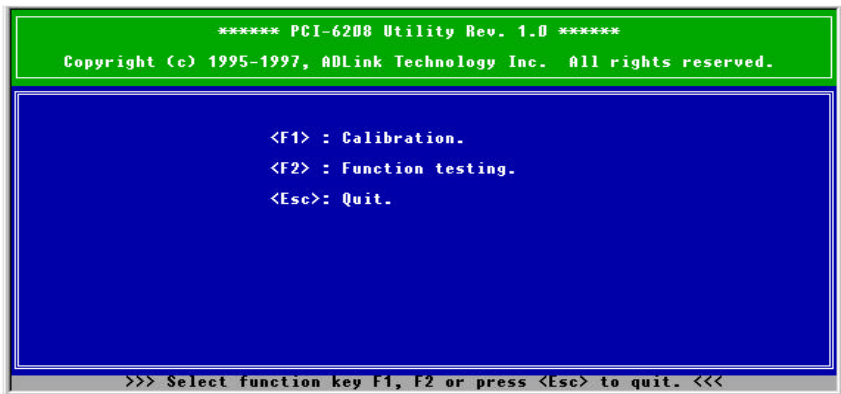 ****** PCI-6208 Utility Rev. 1.0 ******
Copyright (c) 1995-1997, ADLink Technology Inc.  All rights reserved.
<F1> : Calibration.
<F2> : Function testing.
<Esc>: Quit.
>>> Select function key F1, F2 or press <Esc> to quit. <<<